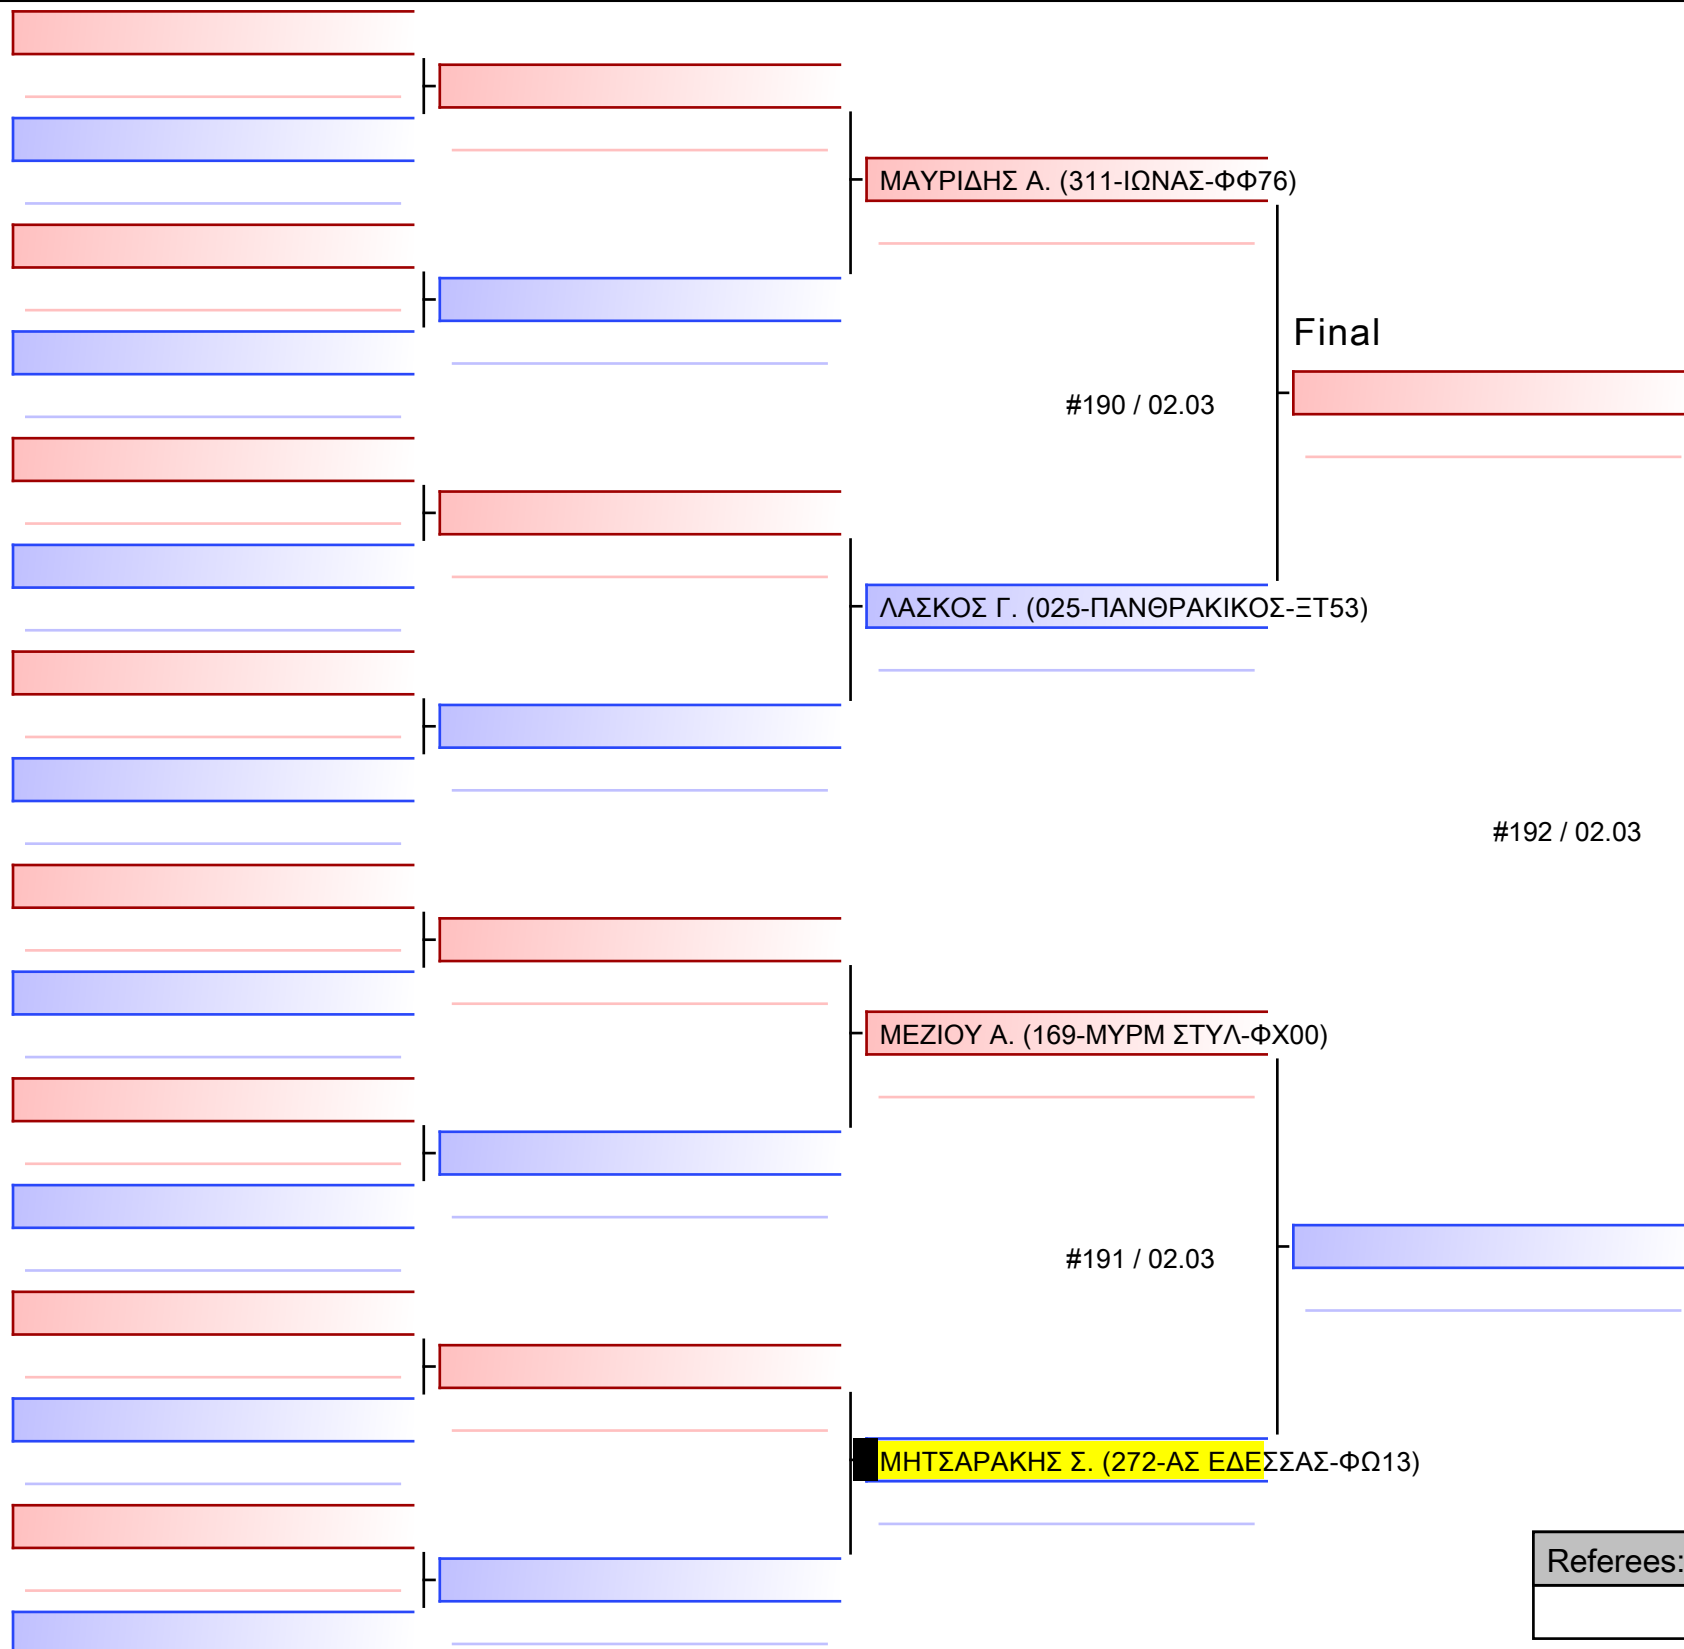 ΜΑΥΡΙΔΗΣ Α. (311-ΙΩΝΑΣ-ΦΦ76)
Final
#190 / 02.03
ΛΑΣΚΟΣ Γ. (025-ΠΑΝΘΡΑΚΙΚΟΣ-ΞΤ53)
#192 / 02.03
ΜΕΖΙΟΥ Α. (169-ΜΥΡΜ ΣΤΥΛ-ΦΧ00)
#191 / 02.03
ΜΗΤΣΑΡΑΚΗΣ Σ. (272-ΑΣ ΕΔΕΣΣΑΣ-ΦΩ13)
Referees: